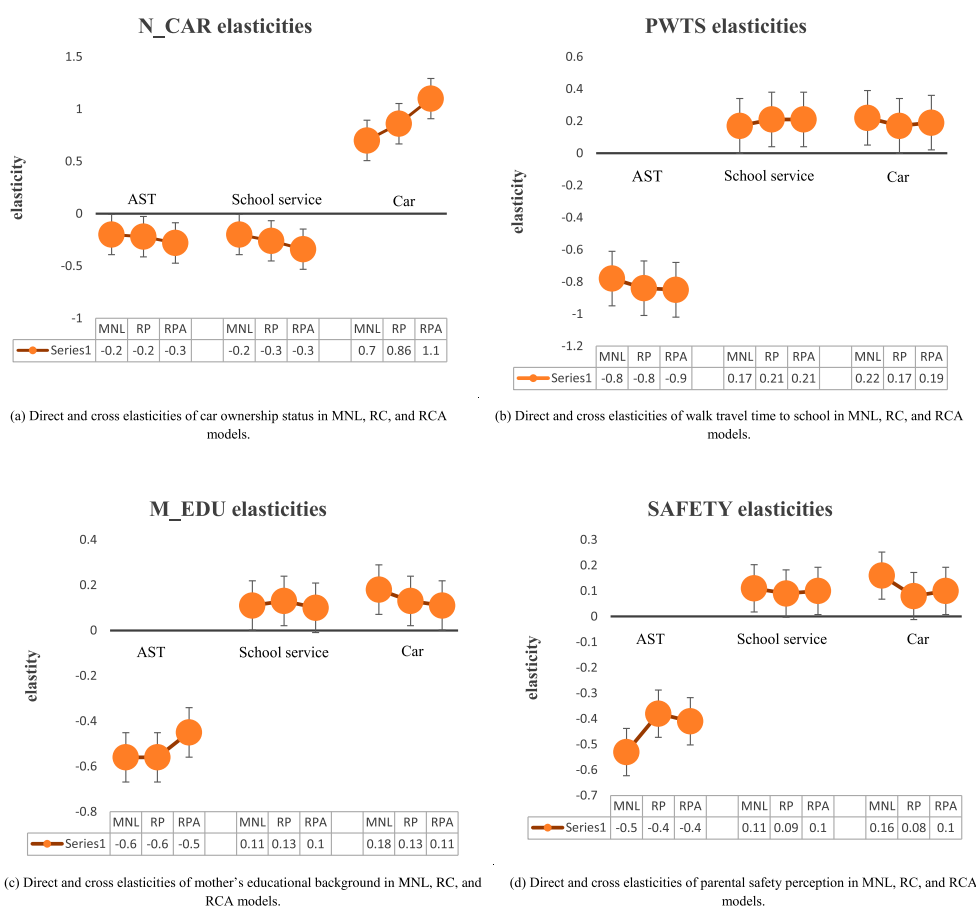 N_CAR elasticities
1.5
1
0.5
0
-0.5
-1
elasticity
AST
School service
Car
MNL RP RPA MNL RP RPA MNL RP RPA
Series1 -0.2 -0.2 -0.3 -0.2 -0.3 -0.3 0.7 0.86 1.1
(a) Direct and cross elasticities of car ownership status in MNL, RC, and RCA
models.
PWTS elasticities
0.6
0.4
0.2
0
-0.2
-0.4
-0.6
-0.8
-1
-1.2
elasticity
AST
School service
Car
MNL RP RPA MNL RP RPA MNL RP RPA
Series1 -0.8 -0.8 -0.9 0.17 0.21 0.21 0.22 0.17 0.19
(b) Direct and cross elasticities of walk travel time to school in MNL, RC, and RCA
models.
M_EDU elasticities
0.4
0.2
0
-0.2
-0.4
-0.6
-0.8
elastity
AST
School service
Car
MNL RP RPA MNL RP RPA MNL RP RPA
Series1 -0.6 -0.6 -0.5 0.11 0.13 0.1 0.18 0.13 0.11
(c) Direct and cross elasticities of mother’s educational background in MNL, RC, and
RCA models.
SAFETY elasticities
0.3
0.2
0.1
0
-0.1
-0.2
-0.3
-0.4
-0.5
-0.6
-0.7
elasticity
AST
School service
Car
MNL RP RPA MNL RP RPA MNL RP RPA
Series1 -0.5 -0.4 -0.4 0.11 0.09 0.1 0.16 0.08 0.1
(d) Direct and cross elasticities of parental safety perception in MNL, RC, and RCA
models.